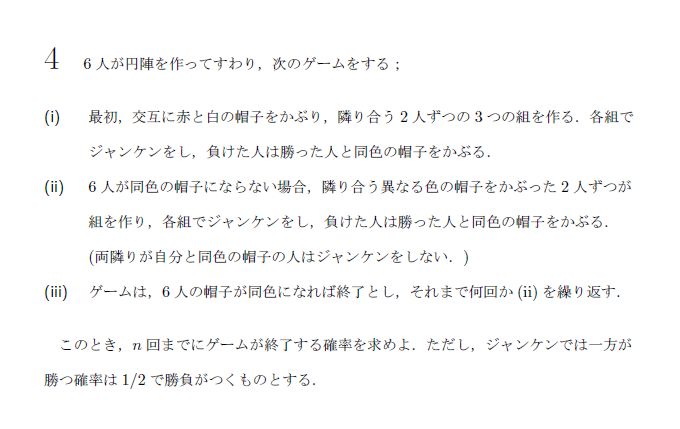 4 6 人が円陣を作ってすわり，次のゲームをする；
(i) 最初，交互に赤と白の帽子をかぶり，隣り合う 2 人ずつの 3 つの組を作る．各組で
ジャンケンをし，負けた人は勝った人と同色の帽子をかぶる．
(ii) 6 人が同色の帽子にならない場合，隣り合う異なる色の帽子をかぶった 2 人ずつが
組を作り，各組でジャンケンをし，負けた人は勝った人と同色の帽子をかぶる．
(両隣りが自分と同色の帽子の人はジャンケンをしない．)
(iii) ゲームは，6 人の帽子が同色になれば終了とし，それまで何回か (ii) を繰り返す．
このとき，n 回までにゲームが終了する確率を求めよ．ただし，ジャンケンでは一方が
勝つ確率は 1/2 で勝負がつくものとする．